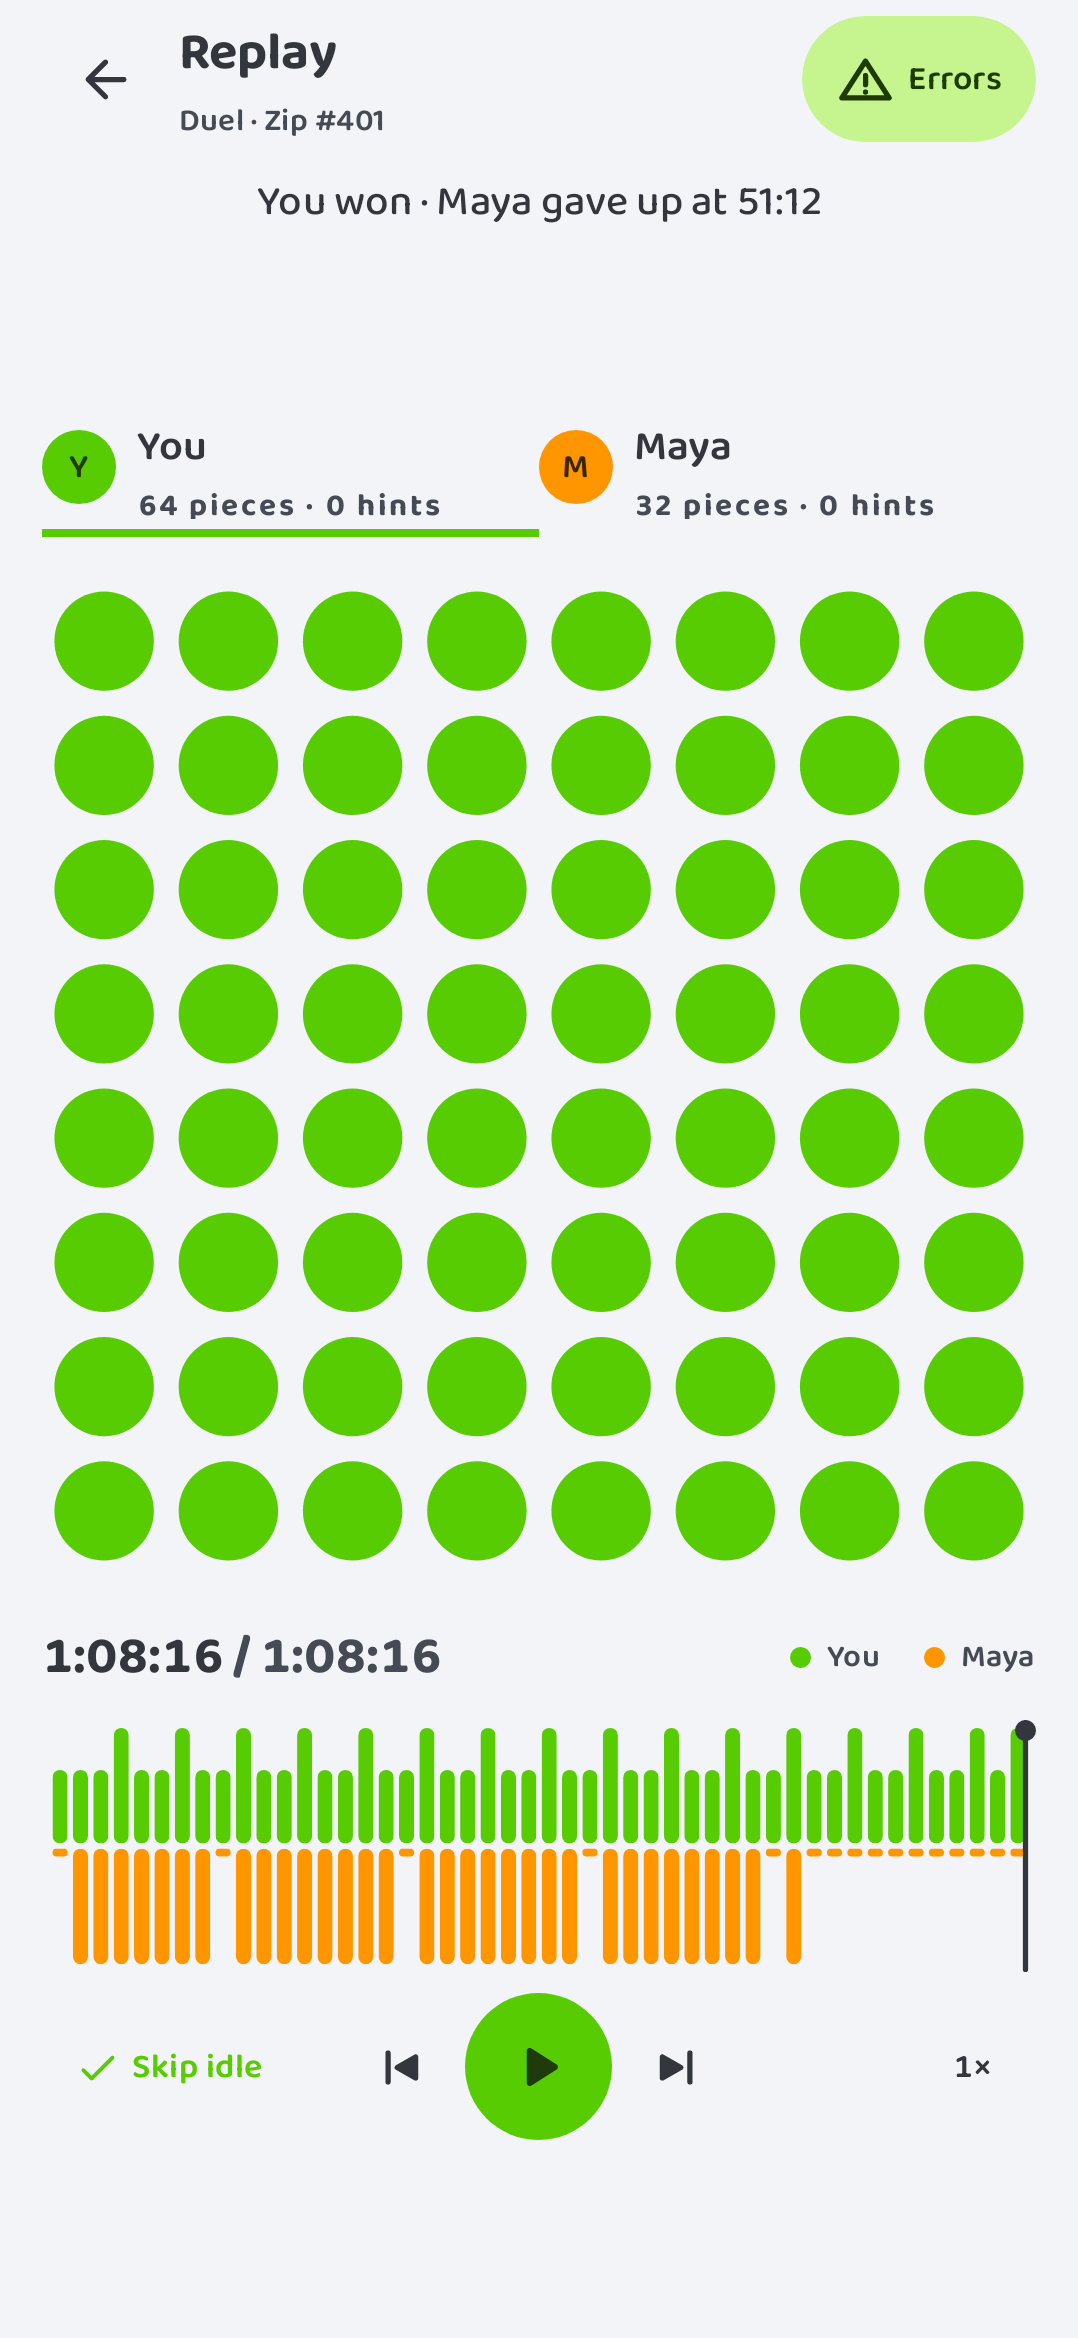 Replay
Duel · Zip #401
Errors
You won · Maya gave up at 51:12
Y
You
64 pieces · 0 hints
M
Maya
32 pieces · 0 hints
1:08:16 / 1:08:16
You
Maya
Skip idle
1×